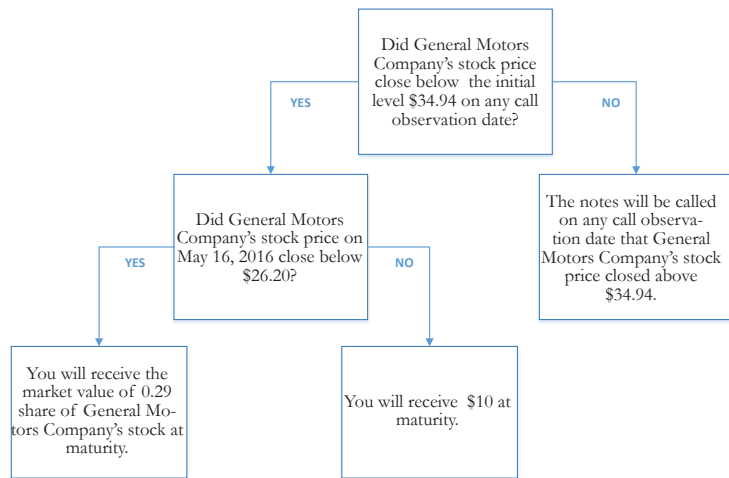 Did General Motors
Company's stock price
close below the initial
level $34.94 on any call
observation date?
YES
NO
Did General Motors
Company's stock price on
May 16, 2016 close below
$26.20?
The notes will be called
on any call observa-
tion date that General
Motors Company's stock
price closed above
$34.94.
YES
NO
You will receive the
market value of 0.29
share of General Mo-
tors Company's stock at
maturity.
You will receive $10 at
maturity.